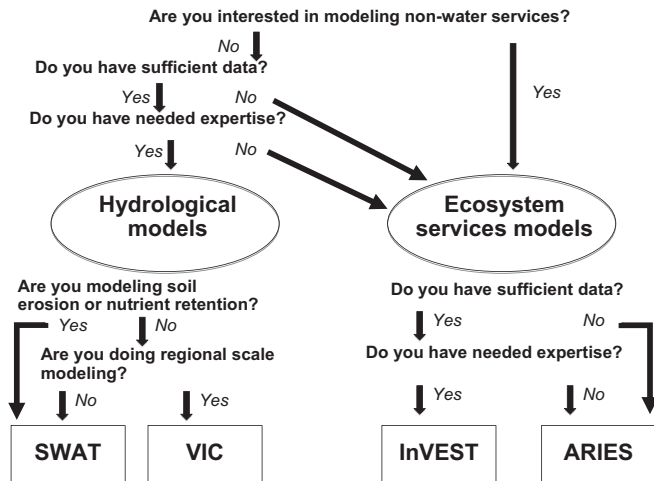 Are you interested in modeling non-water services?
No
Yes
Do you have sufficient data?
Yes
No
Do you have needed expertise?
Yes
No
Hydrological
models
Ecosystem
services models
Are you modeling soil
erosion or nutrient retention?
Yes
No
Are you doing regional scale
modeling?
No
Yes
Do you have sufficient data?
Yes
No
Do you have needed expertise?
Yes
No
SWAT
VIC
InVEST
ARIES